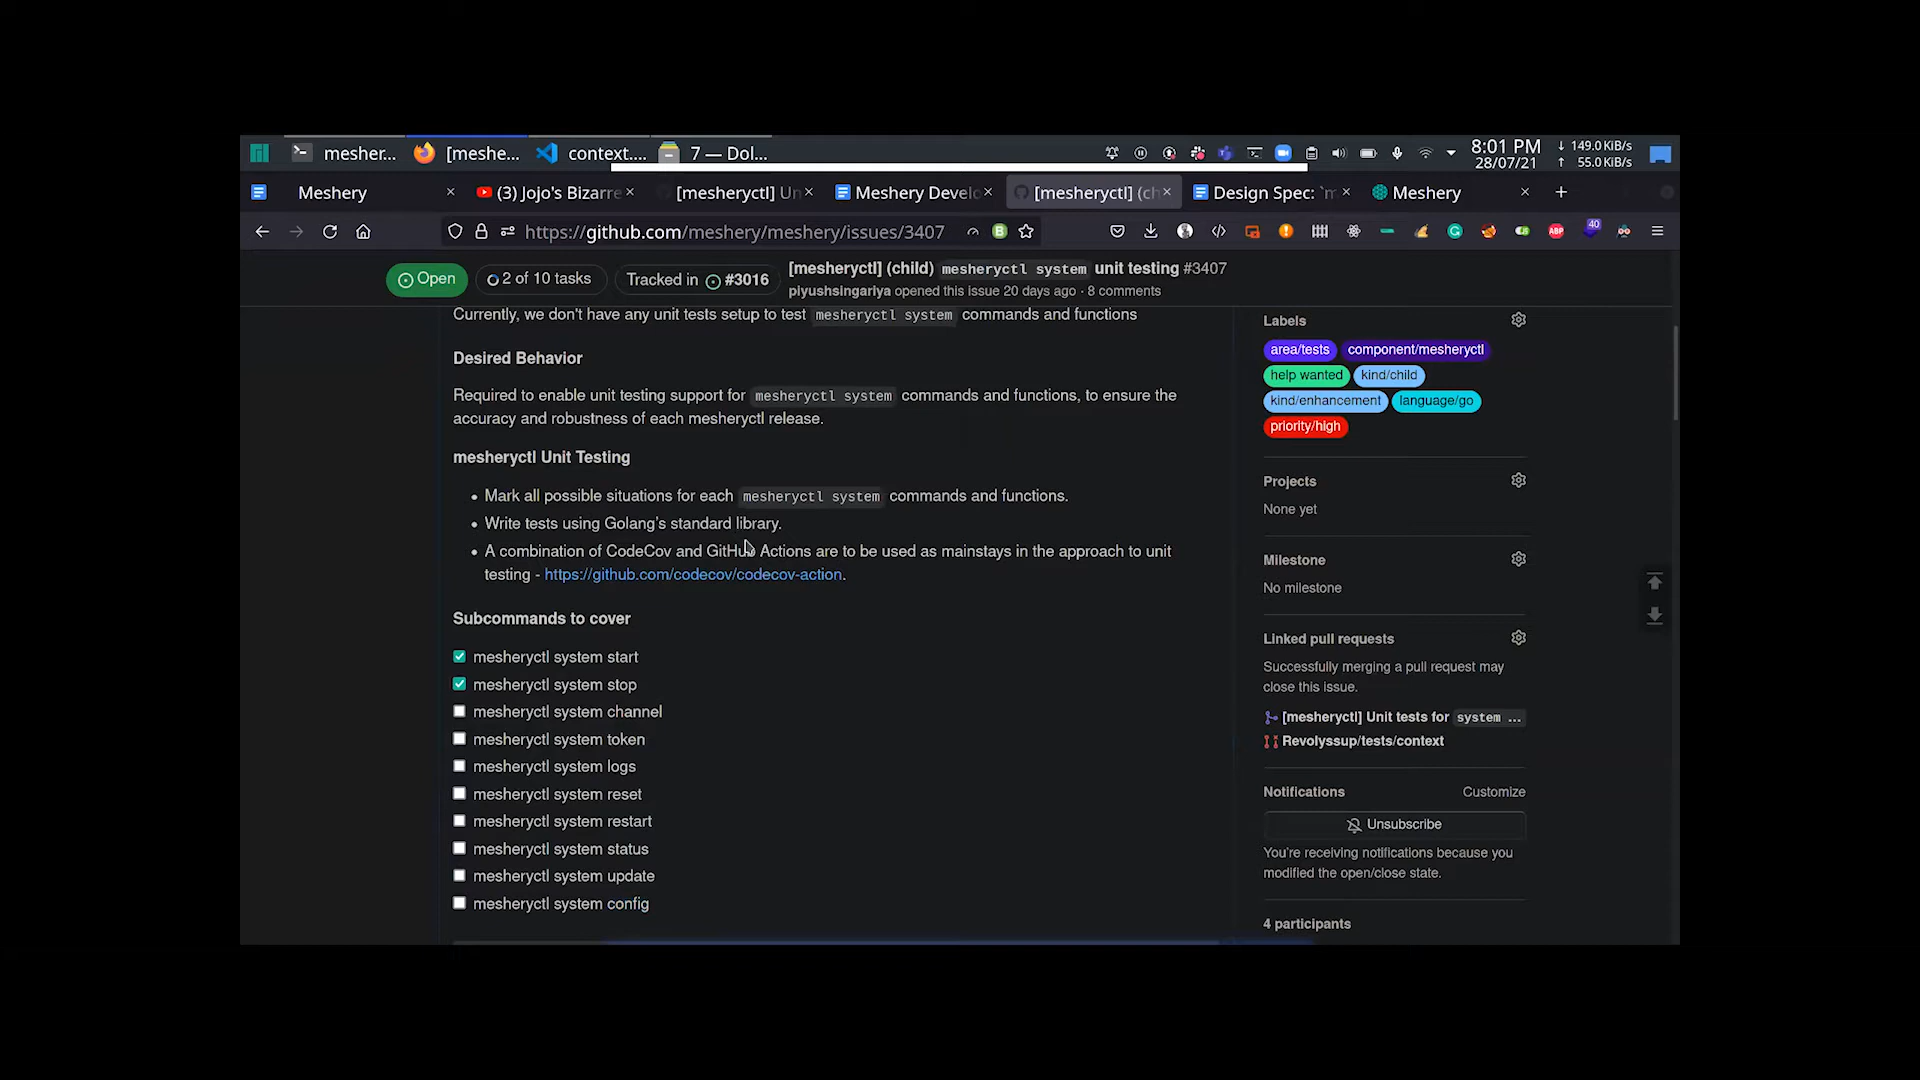 mesher... [meshe... context.... 7 — Dol... 8:01 PM 28/07/21 ↓ 149.0 KiB/s ↑ 55.0 KiB/s
Meshery × (3) Jojo's Bizarre × [mesheryctl] Un × Meshery Develo × [mesheryctl] (ch × Design Spec: `m × Meshery × +
https://github.com/meshery/meshery/issues/3407 B ABP 40
Open 2 of 10 tasks Tracked in #3016 [mesheryctl] (child) mesheryctl system unit testing #3407
piyushsingariya opened this issue 20 days ago · 8 comments
Currently, we don't have any unit tests setup to test mesheryctl system commands and functions
Desired Behavior
Required to enable unit testing support for mesheryctl system commands and functions, to ensure the
accuracy and robustness of each mesheryctl release.
mesheryctl Unit Testing
• Mark all possible situations for each mesheryctl system commands and functions.
• Write tests using Golang's standard library.
• A combination of CodeCov and GitHub Actions are to be used as mainstays in the approach to unit
testing - https://github.com/codecov/codecov-action.
Subcommands to cover
mesheryctl system start
mesheryctl system stop
mesheryctl system channel
mesheryctl system token
mesheryctl system logs
mesheryctl system reset
mesheryctl system restart
mesheryctl system status
mesheryctl system update
mesheryctl system config
Labels
area/tests component/mesheryctl
help wanted kind/child
kind/enhancement language/go
priority/high
Projects
None yet
Milestone
No milestone
Linked pull requests
Successfully merging a pull request may
close this issue.
[mesheryctl] Unit tests for system ...
Revolyssup/tests/context
Notifications Customize
Unsubscribe
You're receiving notifications because you
modified the open/close state.
4 participants